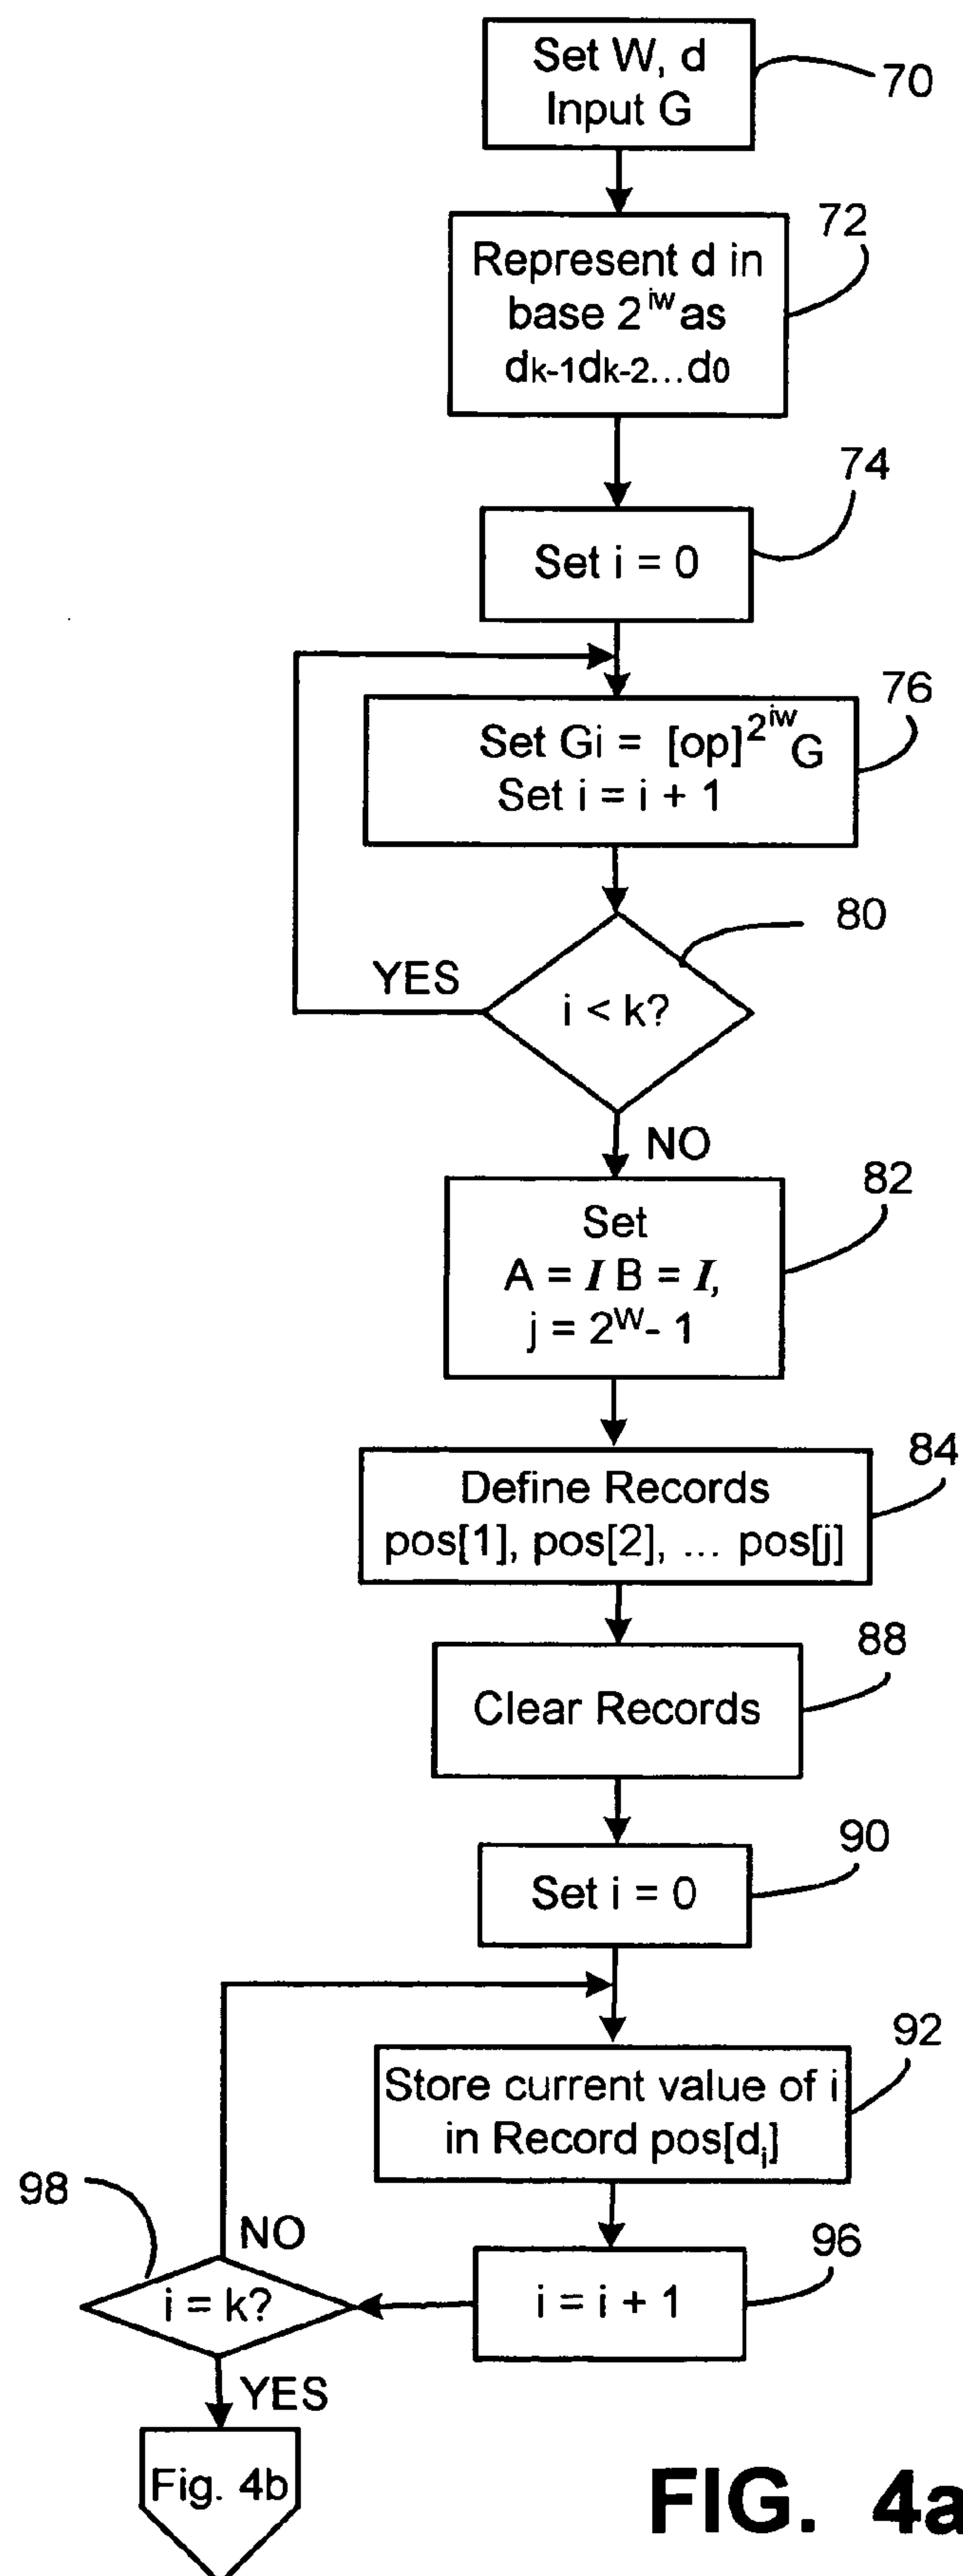 Set W, d
Input G
70
Represent d in
base 2^iw as
dk-1dk-2...d0
72
Set i = 0
74
Set Gi = [op]^2^iw G
Set i = i + 1
76
i < k?
80
YES
NO
Set
A = I B = I,
j = 2^W - 1
82
Define Records
pos[1], pos[2], ... pos[j]
84
Clear Records
88
Set i = 0
90
Store current value of i
in Record pos[di]
92
i = i + 1
96
i = k?
98
NO
YES
Fig. 4b
FIG. 4a